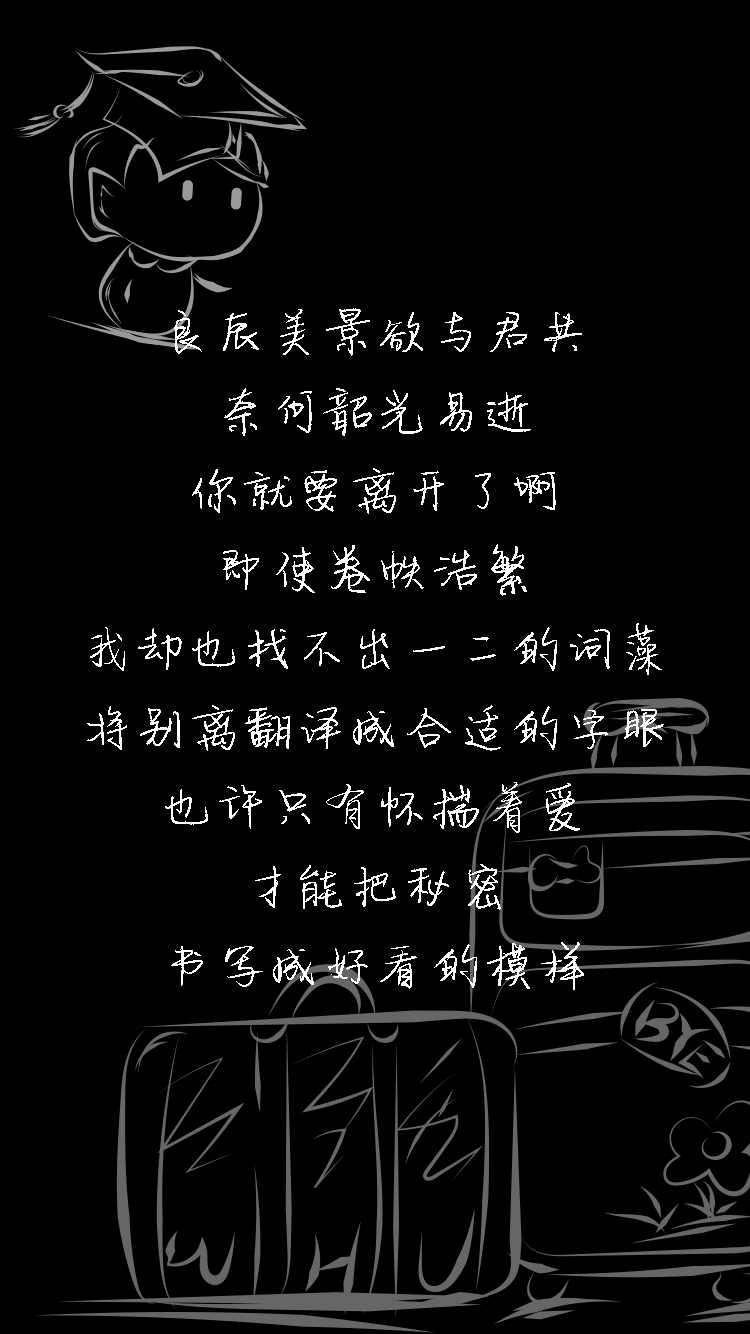 良辰美景欲与君共
奈何韶光易逝
你就要离开了啊
即使卷帙浩繁
我却也找不出一二的词藻
将别离翻译成合适的字眼
也许只有怀揣着爱
才能把秘密
书写成好看的模样
BYE
WHU